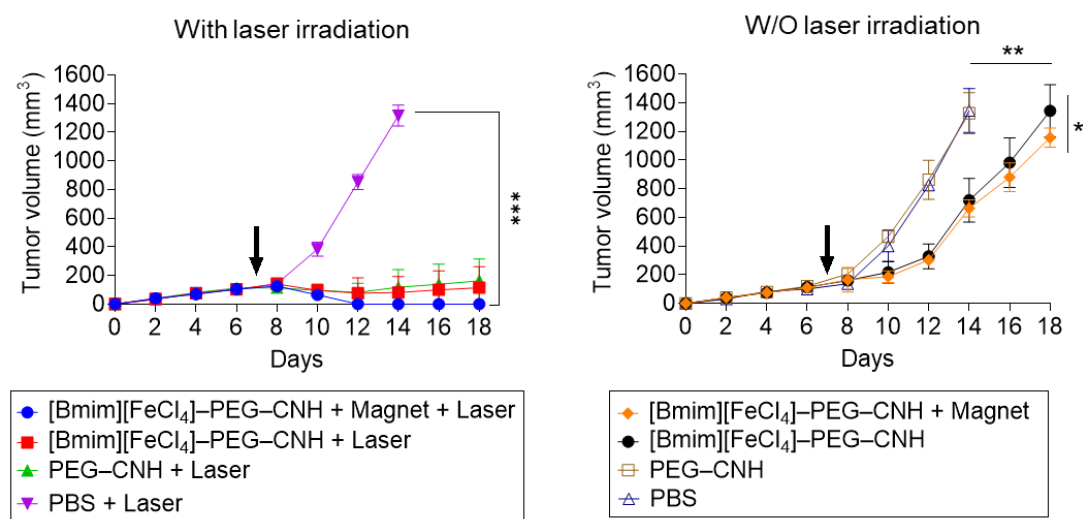 With laser irradiation
Tumor volume (mm³)
1600
1400
1200
1000
800
600
400
200
0
0 2 4 6 8 10 12 14 16 18
Days
***
[Bmim][FeCl₄]–PEG–CNH + Magnet + Laser
[Bmim][FeCl₄]–PEG–CNH + Laser
PEG–CNH + Laser
PBS + Laser
W/O laser irradiation
Tumor volume (mm³)
1600
1400
1200
1000
800
600
400
200
0
0 2 4 6 8 10 12 14 16 18
Days
**
*
[Bmim][FeCl₄]–PEG–CNH + Magnet
[Bmim][FeCl₄]–PEG–CNH
PEG–CNH
PBS